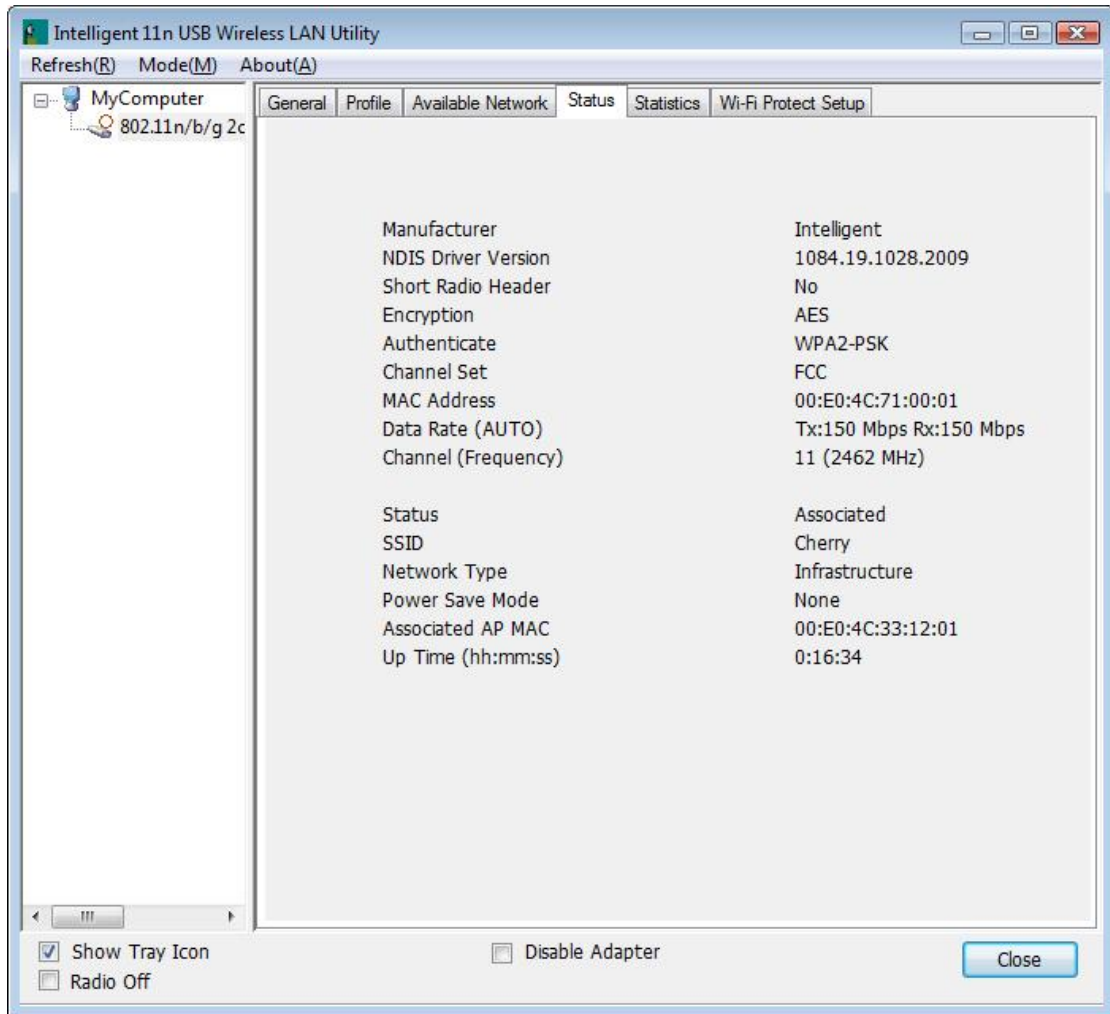 Intelligent 11n USB Wireless LAN Utility
Refresh(R) Mode(M) About(A)
MyComputer
802.11n/b/g 2c
General Profile Available Network Status Statistics Wi-Fi Protect Setup
Manufacturer Intelligent
NDIS Driver Version 1084.19.1028.2009
Short Radio Header No
Encryption AES
Authenticate WPA2-PSK
Channel Set FCC
MAC Address 00:E0:4C:71:00:01
Data Rate (AUTO) Tx:150 Mbps Rx:150 Mbps
Channel (Frequency) 11 (2462 MHz)
Status Associated
SSID Cherry
Network Type Infrastructure
Power Save Mode None
Associated AP MAC 00:E0:4C:33:12:01
Up Time (hh:mm:ss) 0:16:34
Show Tray Icon Disable Adapter Close
Radio Off